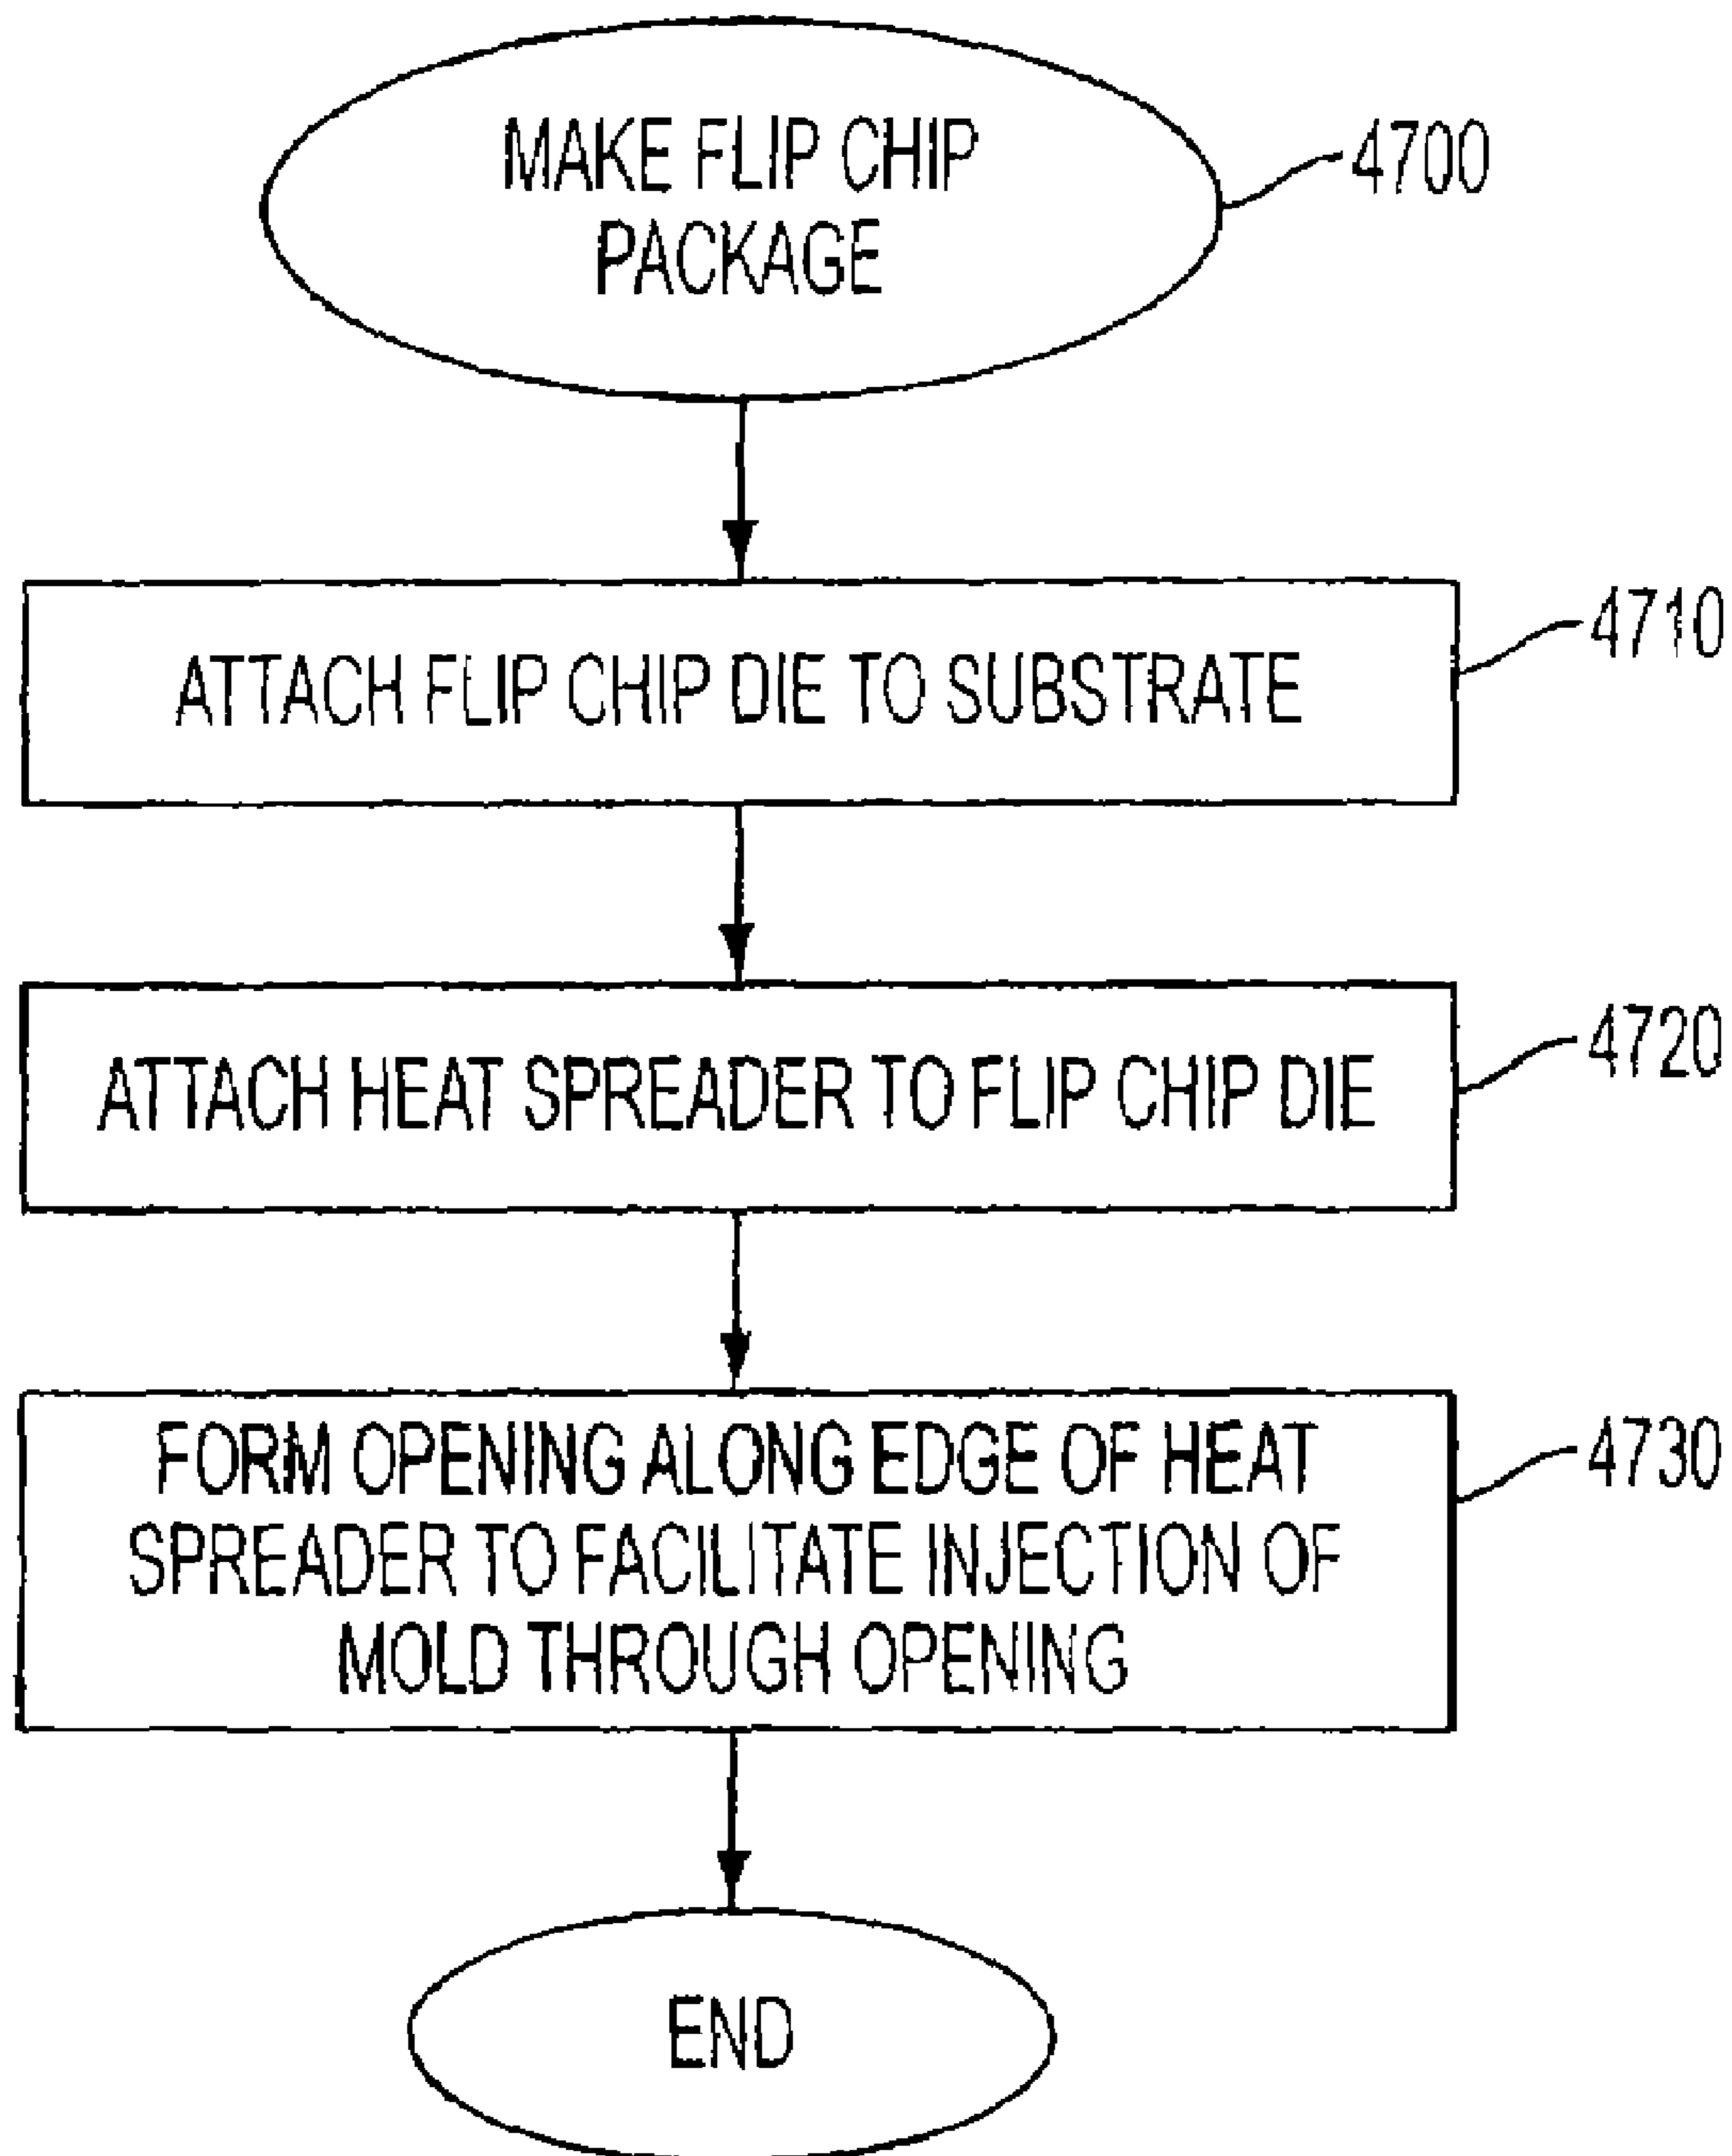 MAKE FLIP CHIP
PACKAGE
4700
4710
ATTACH FLIP CHIP DIE TO SUBSTRATE
4720
ATTACH HEAT SPREADER TO FLIP CHIP DIE
4730
FORM OPENING ALONG EDGE OF HEAT
SPREADER TO FACILITATE INJECTION OF
MOLD THROUGH OPENING
END